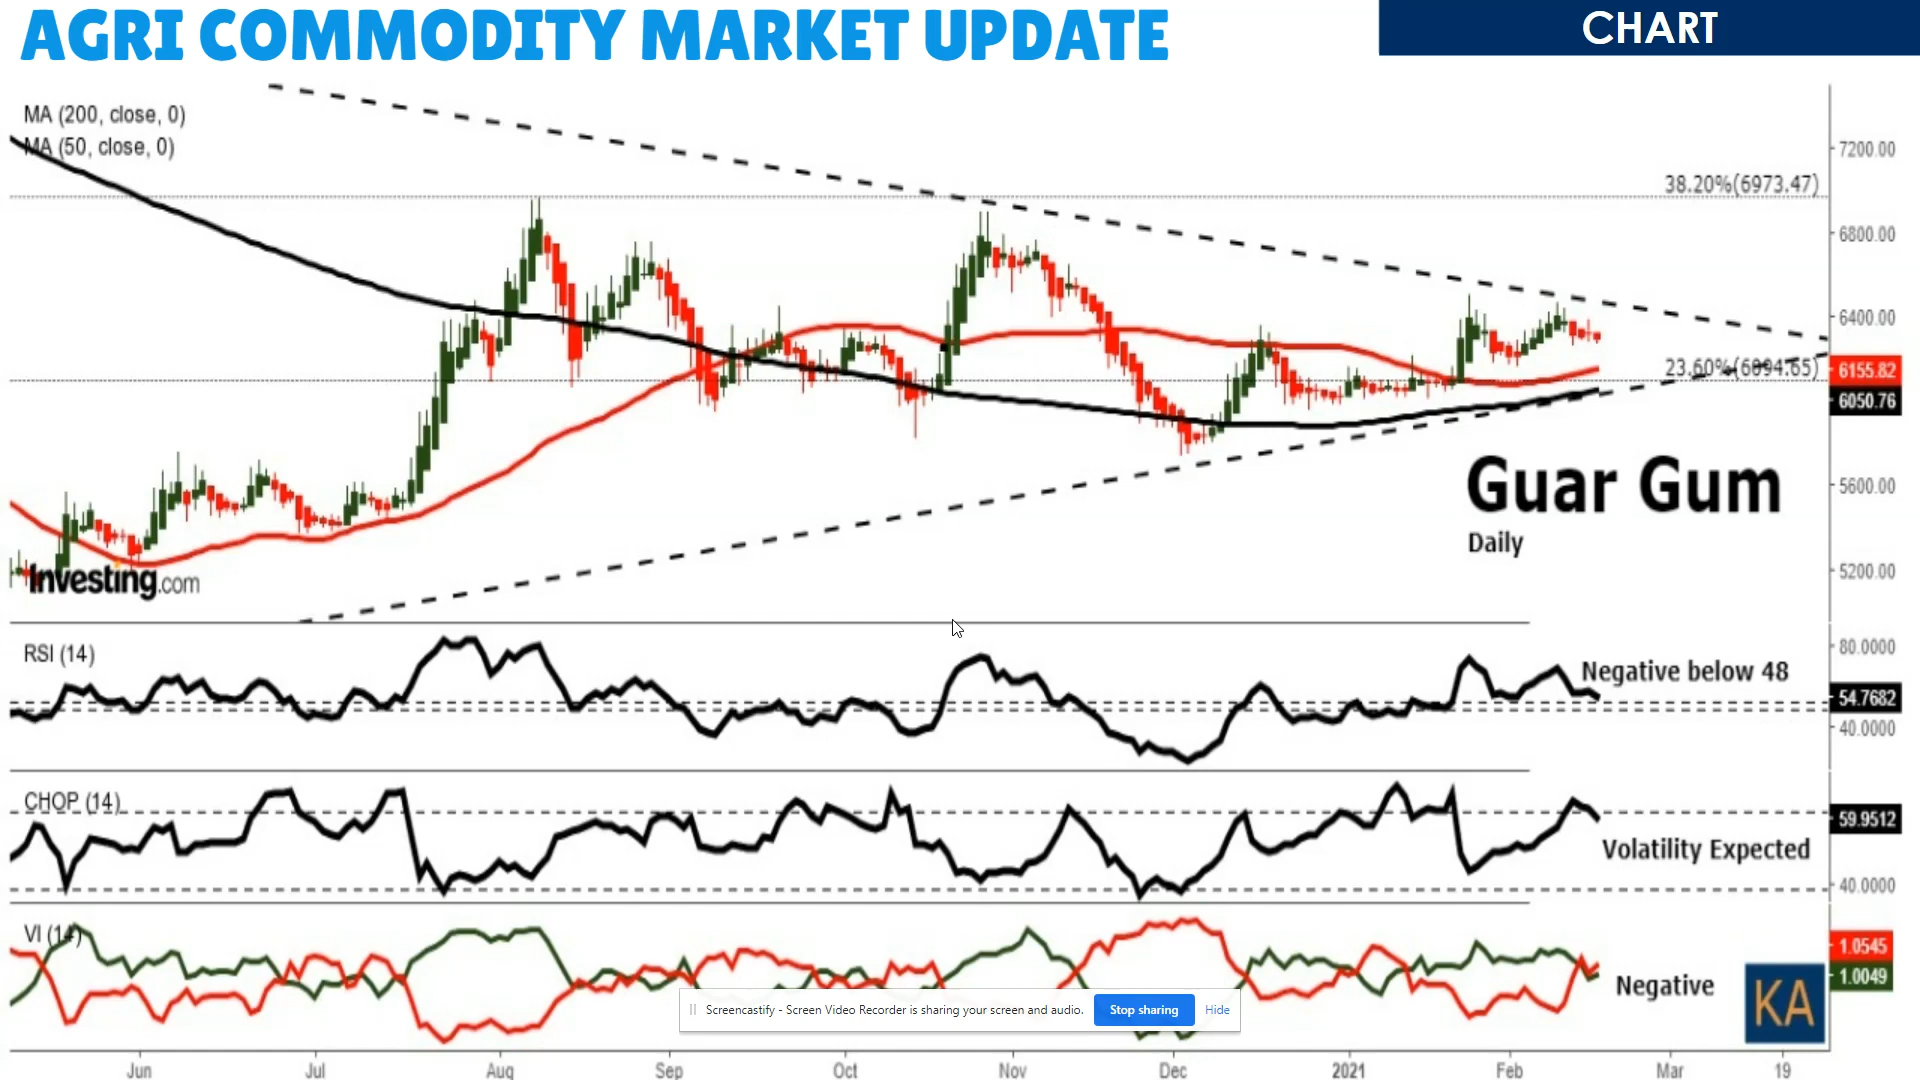 AGRI COMMODITY MARKET UPDATE
CHART
MA (200, close, 0)
MA (50, close, 0)
7200.00
38.20%(6973.47)
6800.00
6400.00
23.60%(6094.65)
6155.82
6050.76
Guar Gum
Daily
5600.00
5200.00
Investing.com
RSI (14)
80.0000
Negative below 48
54.7682
40.0000
CHOP (14)
59.9512
Volatility Expected
40.0000
VI (14)
1.0545
1.0049
Negative
KA
Screencastify - Screen Video Recorder is sharing your screen and audio.
Stop sharing
Hide
Jun Jul Aug Sep Oct Nov Dec 2021 Feb Mar 19